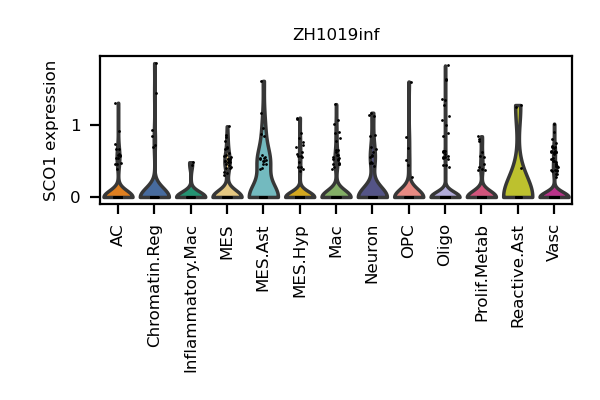 ZH1019inf
SCO1 expression
1
0
AC
Chromatin.Reg
Inflammatory.Mac
MES
MES.Ast
MES.Hyp
Mac
Neuron
OPC
Oligo
Prolif.Metab
Reactive.Ast
Vasc